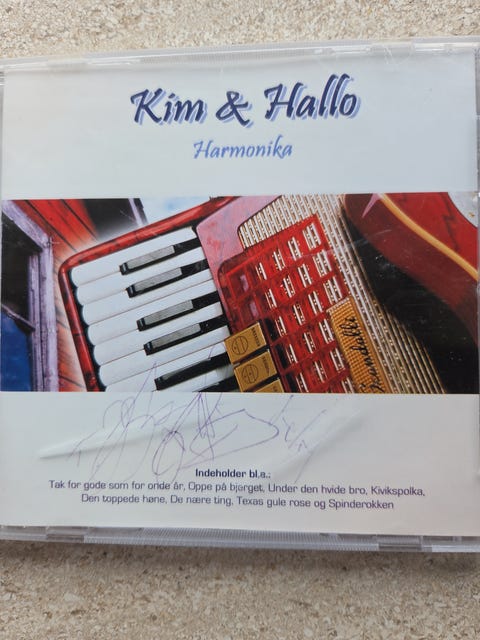 Kim & Hallo
Harmonika
Indeholder bl.a.:
Tak for gode som for onde år, Oppe på bjerget, Under den hvide bro, Kivikspolka,
Den toppede høne, De nære ting, Texas gule rose og Spinderokken